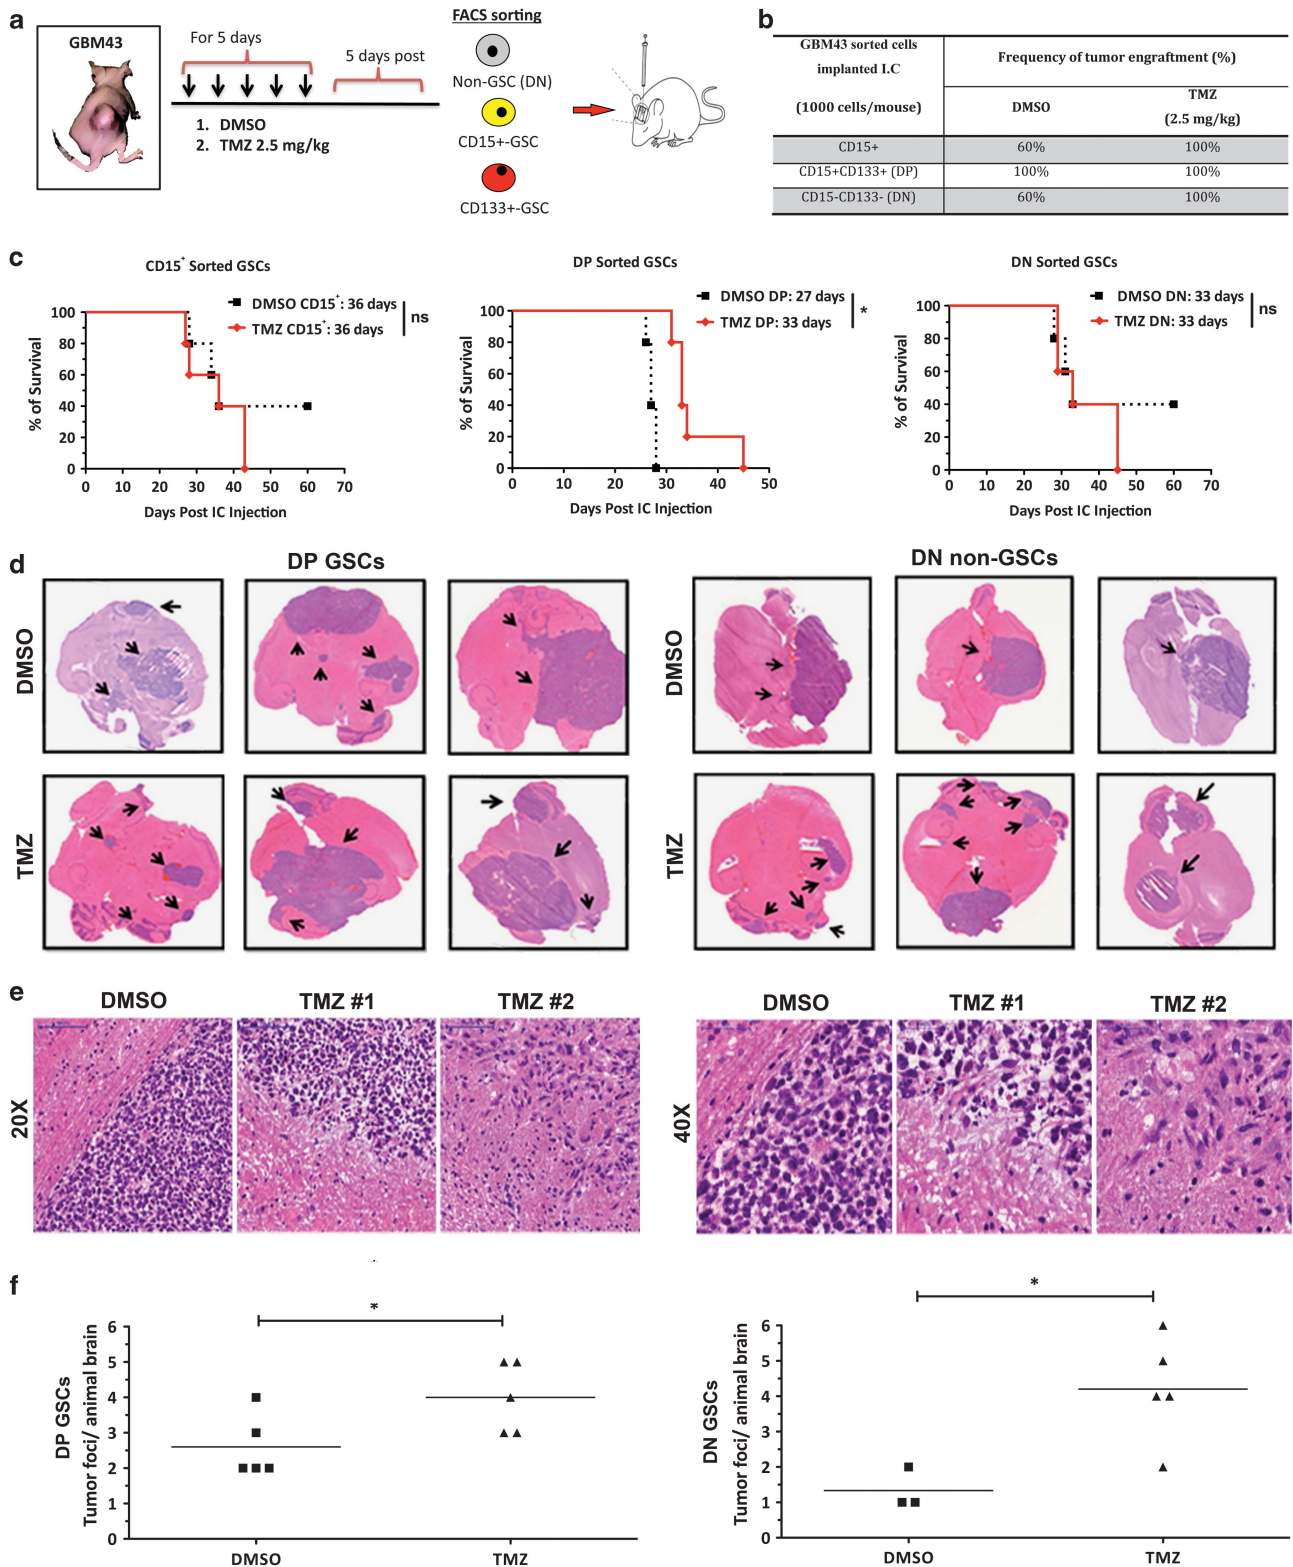 a
GBM43
For 5 days
5 days post
1. DMSO
2. TMZ 2.5 mg/kg
FACS sorting
Non-GSC (DN)
CD15+-GSC
CD133+-GSC
b
GBM43 sorted cells
implanted I.C
(1000 cells/mouse)
Frequency of tumor engraftment (%)
DMSO
TMZ
(2.5 mg/kg)
CD15+ 60% 100%
CD15+CD133+ (DP) 100% 100%
CD15-CD133- (DN) 60% 100%
c
CD15+ Sorted GSCs
DMSO CD15+: 36 days
TMZ CD15+: 36 days
ns
% of Survival
100
80
60
40
20
0
0 10 20 30 40 50 60 70
Days Post IC Injection
DP Sorted GSCs
DMSO DP: 27 days
TMZ DP: 33 days
*
% of Survival
100
80
60
40
20
0
0 10 20 30 40 50
Days Post IC Injection
DN Sorted GSCs
DMSO DN: 33 days
TMZ DN: 33 days
ns
% of Survival
100
80
60
40
20
0
0 10 20 30 40 50 60 70
Days Post IC Injection
d
DP GSCs
DN non-GSCs
DMSO
DMSO
TMZ
TMZ
e
DMSO TMZ #1 TMZ #2
20X
DMSO TMZ #1 TMZ #2
40X
f
*
DP GSCs
Tumor foci/ animal brain
6
5
4
3
2
1
0
DMSO TMZ
*
DN GSCs
Tumor foci/ animal brain
6
5
4
3
2
1
0
DMSO TMZ